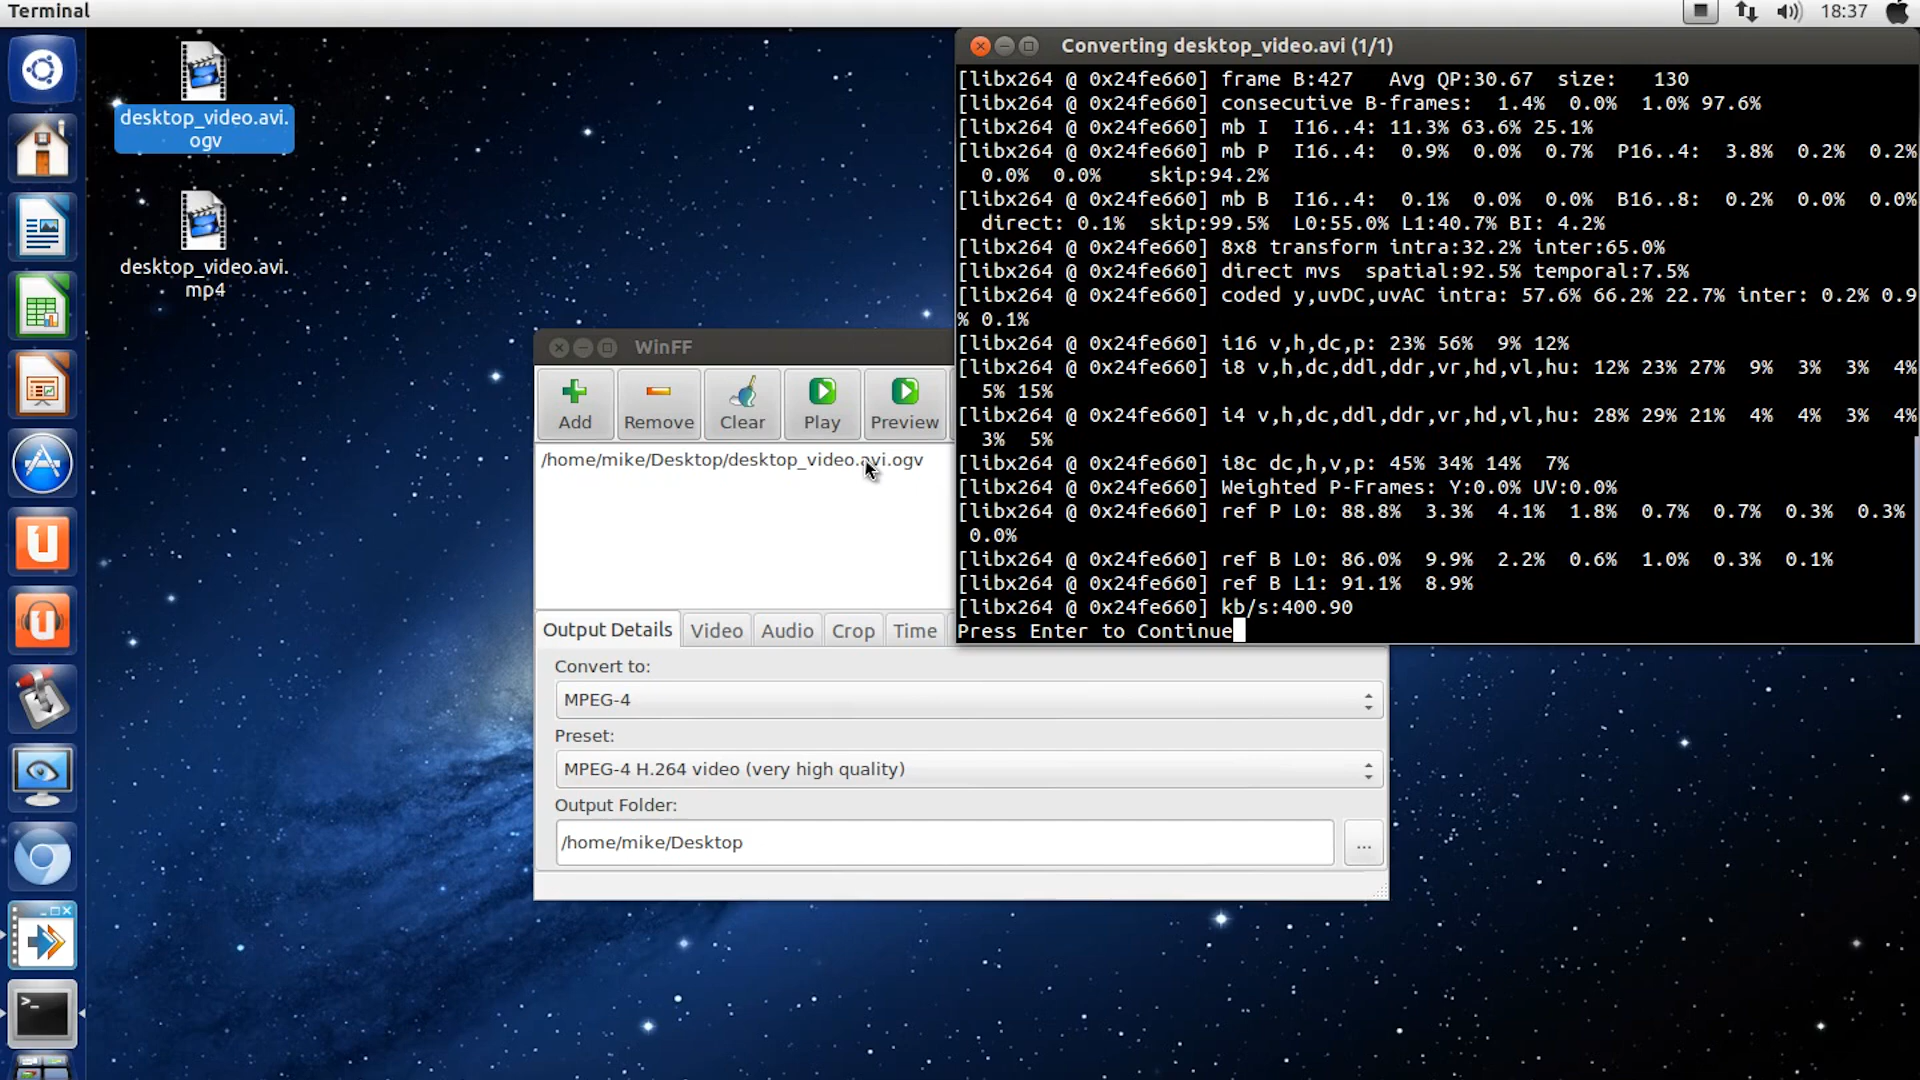 Terminal
18:37
desktop_video.avi.
ogv
desktop_video.avi.
mp4
Converting desktop_video.avi (1/1)
[libx264 @ 0x24fe660] frame B:427   Avg QP:30.67  size:   130
[libx264 @ 0x24fe660] consecutive B-frames:  1.4%  0.0%  1.0% 97.6%
[libx264 @ 0x24fe660] mb I  I16..4: 11.3% 63.6% 25.1%
[libx264 @ 0x24fe660] mb P  I16..4:  0.9%  0.0%  0.7%  P16..4:  3.8%  0.2%  0.2%
  0.0%  0.0%    skip:94.2%
[libx264 @ 0x24fe660] mb B  I16..4:  0.1%  0.0%  0.0%  B16..8:  0.2%  0.0%  0.0%
  direct: 0.1%  skip:99.5%  L0:55.0% L1:40.7% BI: 4.2%
[libx264 @ 0x24fe660] 8x8 transform intra:32.2% inter:65.0%
[libx264 @ 0x24fe660] direct mvs  spatial:92.5% temporal:7.5%
[libx264 @ 0x24fe660] coded y,uvDC,uvAC intra: 57.6% 66.2% 22.7% inter: 0.2% 0.9
% 0.1%
[libx264 @ 0x24fe660] i16 v,h,dc,p: 23% 56%  9% 12%
[libx264 @ 0x24fe660] i8 v,h,dc,ddl,ddr,vr,hd,vl,hu: 12% 23% 27%  9%  3%  3%  4%
  5% 15%
[libx264 @ 0x24fe660] i4 v,h,dc,ddl,ddr,vr,hd,vl,hu: 28% 29% 21%  4%  4%  3%  4%
  3%  5%
[libx264 @ 0x24fe660] i8c dc,h,v,p: 45% 34% 14%  7%
[libx264 @ 0x24fe660] Weighted P-Frames: Y:0.0% UV:0.0%
[libx264 @ 0x24fe660] ref P L0: 88.8%  3.3%  4.1%  1.8%  0.7%  0.7%  0.3%  0.3%
 0.0%
[libx264 @ 0x24fe660] ref B L0: 86.0%  9.9%  2.2%  0.6%  1.0%  0.3%  0.1%
[libx264 @ 0x24fe660] ref B L1: 91.1%  8.9%
[libx264 @ 0x24fe660] kb/s:400.90
Press Enter to Continue
WinFF
Add Remove Clear Play Preview
/home/mike/Desktop/desktop_video.avi.ogv
Output Details Video Audio Crop Time
Convert to:
MPEG-4
Preset:
MPEG-4 H.264 video (very high quality)
Output Folder:
/home/mike/Desktop
...